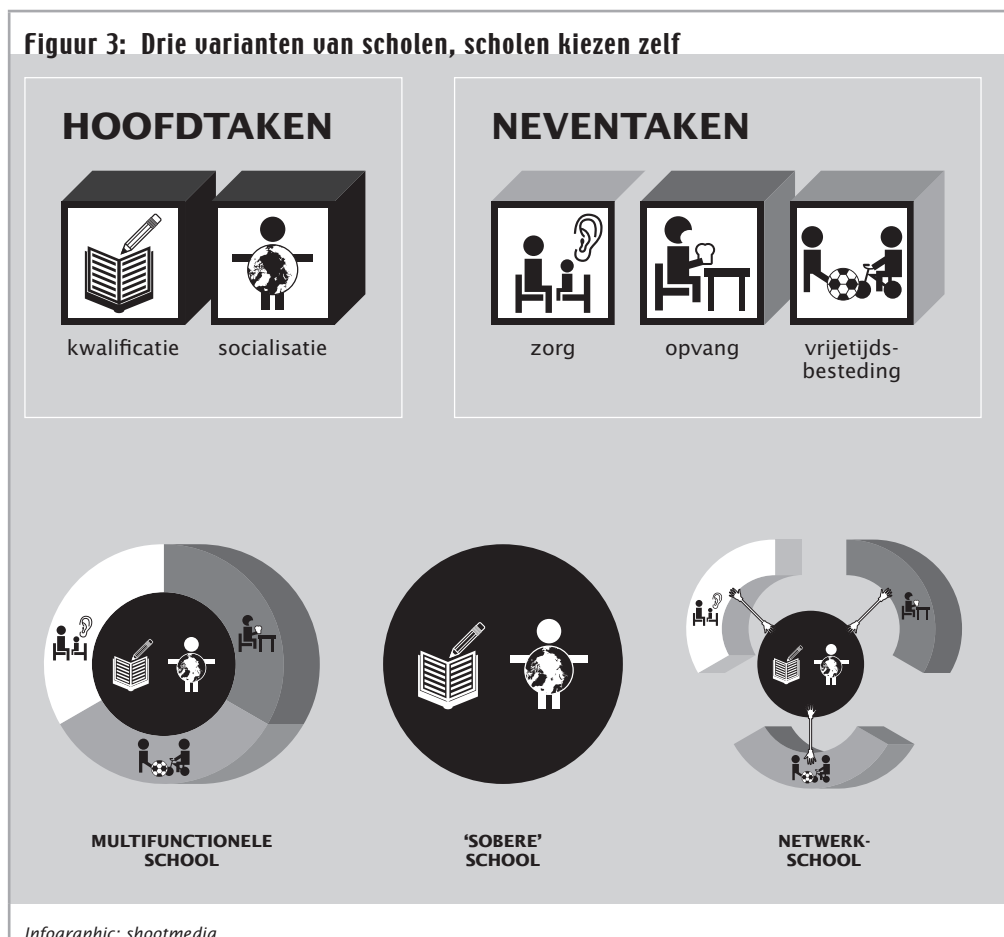 Figuur 3: Drie varianten van scholen, scholen kiezen zelf
HOOFDTAKEN
kwalificatie
socialisatie
NEVENTAKEN
zorg
opvang
vrijetijds-
besteding
MULTIFUNCTIONELE
SCHOOL
‘SOBERE’
SCHOOL
NETWERK-
SCHOOL
Infographic: shootmedia